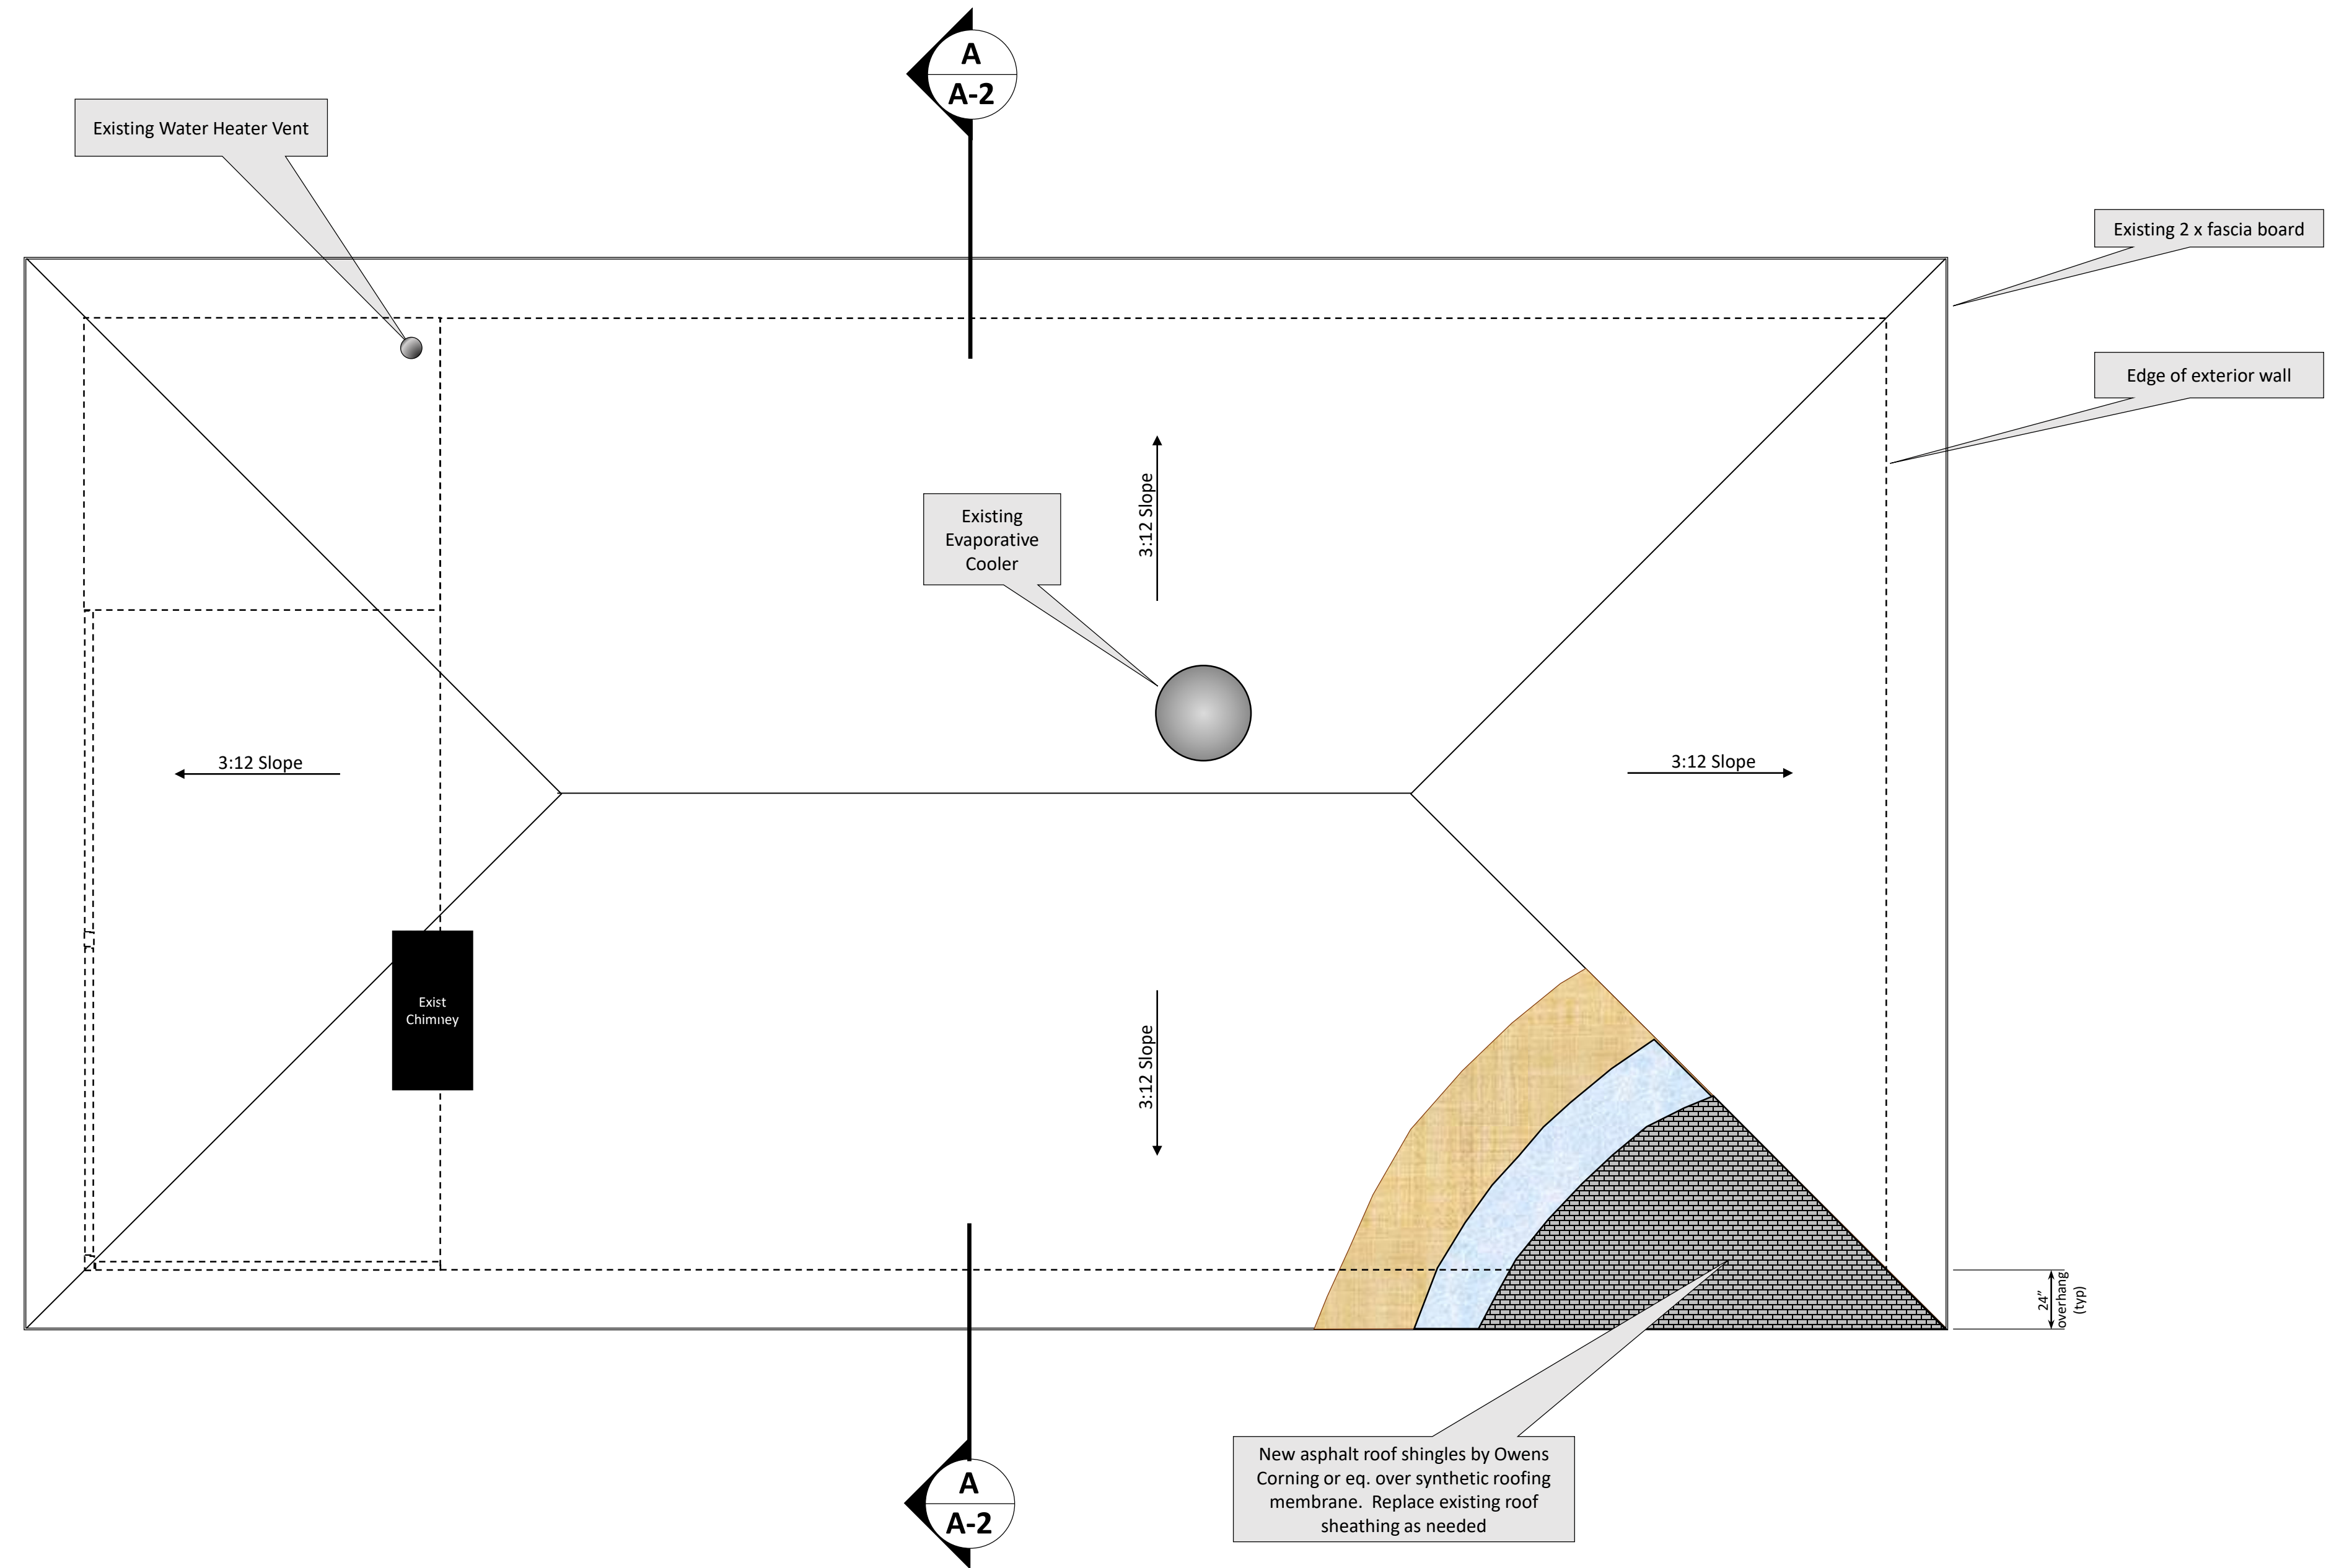 A
A-2
Existing Water Heater Vent
Existing 2 x fascia board
Edge of exterior wall
3:12 Slope
Existing
Evaporative
Cooler
3:12 Slope
3:12 Slope
Exist
Chimney
3:12 Slope
24”
overhang
(typ)
New asphalt roof shingles by Owens
Corning or eq. over synthetic roofing
membrane.  Replace existing roof
sheathing as needed
A
A-2